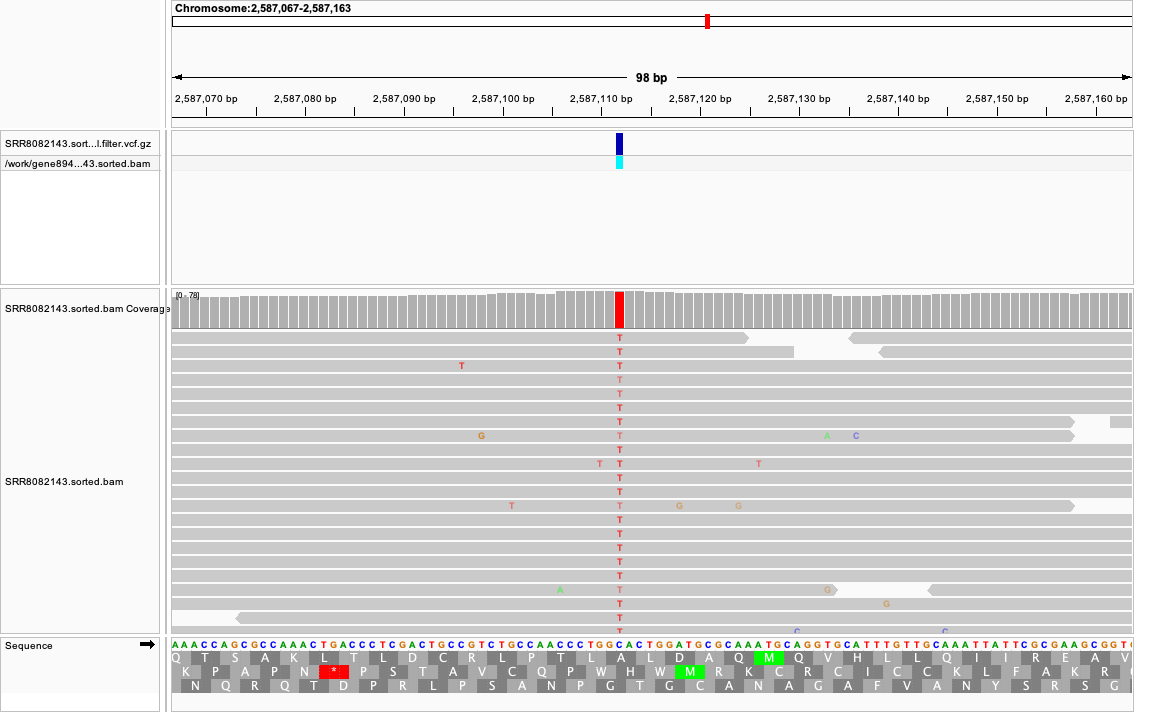 Chromosome:2,587,067-2,587,163
98 bp
2,587,070 bp 2,587,080 bp 2,587,090 bp 2,587,100 bp 2,587,110 bp 2,587,120 bp 2,587,130 bp 2,587,140 bp 2,587,150 bp 2,587,160 bp
SRR8082143.sort...l.filter.vcf.gz
/work/gene894...43.sorted.bam
[0 - 78]
SRR8082143.sorted.bam Coverage
T
T
T T
T
T
T
T
G T A C
T
T T T
T
T
T T G G
T
T
T
T
T
A T G
T G
T
T C C
SRR8082143.sorted.bam
Sequence
AAACCAGCGCCAAACTGACCCTCGACTGCCGTCTGCCAACCCTGGCACTGGATGCGCAAATGCAGGTGCATTTGTTGCAAATTATTCGCGAAGCGGT
Q T S A K L T L D C R L P T L A L D A Q M Q V H L L Q I I R E A V
K P A P N * P S T A V C Q P W H W M R K C R C I C C K L F A K R
N Q R Q T D P R L P S A N P G T G C A N A G A F V A N Y S R S G